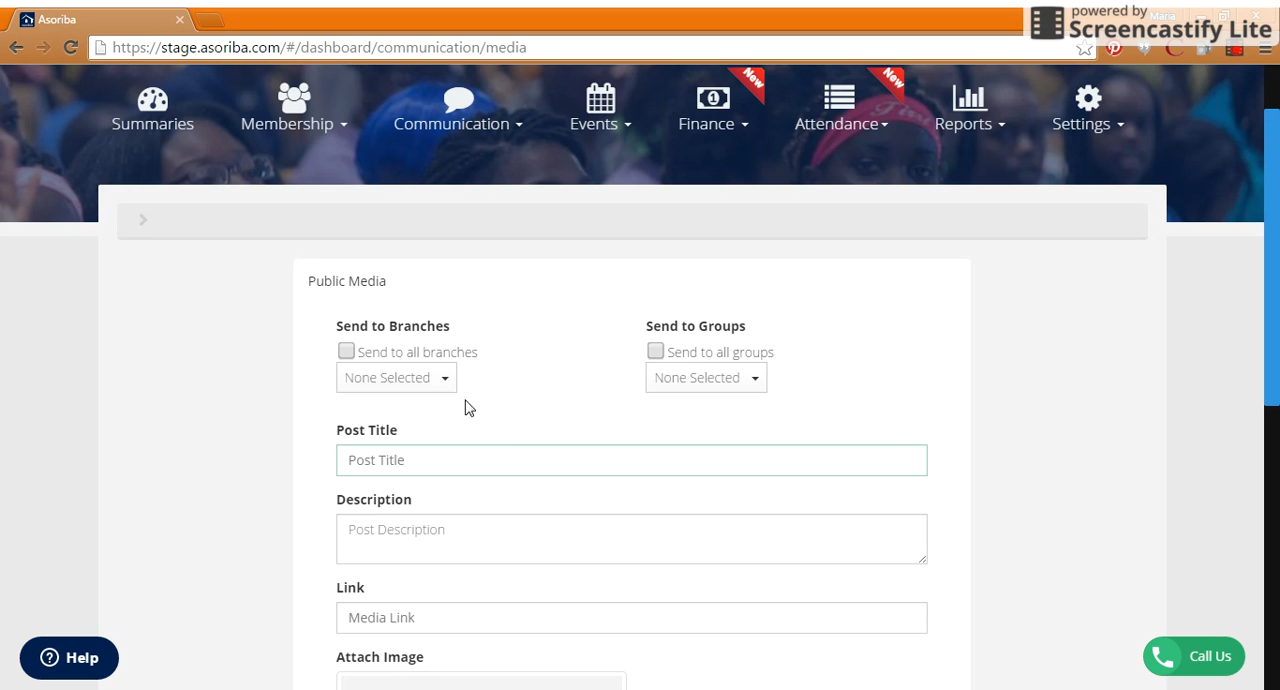 Asoriba
powered by
Screencastify Lite
https://stage.asoriba.com/#/dashboard/communication/media
New
New
Summaries
Membership
Communication
Events
Finance
Attendance
Reports
Settings
Public Media
Send to Branches
Send to Groups
Send to all branches
Send to all groups
None Selected
None Selected
Post Title
Post Title
Description
Post Description
Link
Media Link
Attach Image
Help
Call Us